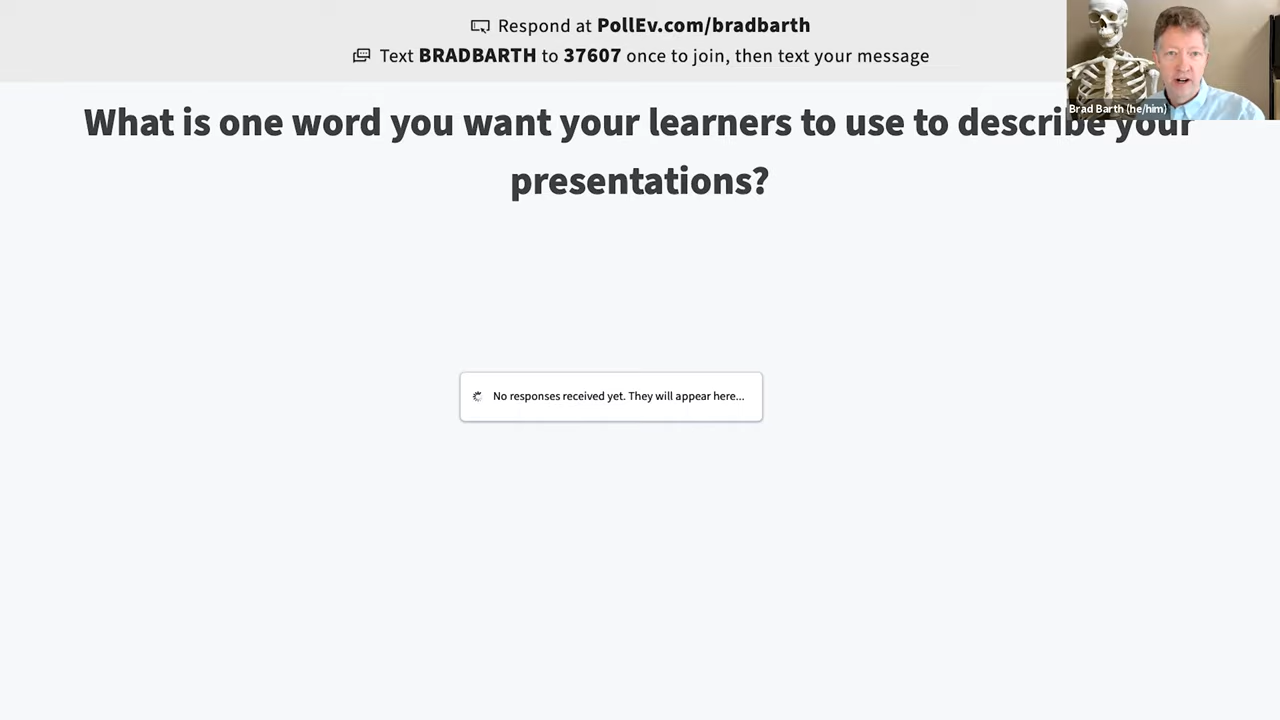 Respond at PollEv.com/bradbarth
Text BRADBARTH to 37607 once to join, then text your message
What is one word you want your learners to use to describe your
presentations?
Brad Barth (he/him)
No responses received yet. They will appear here...